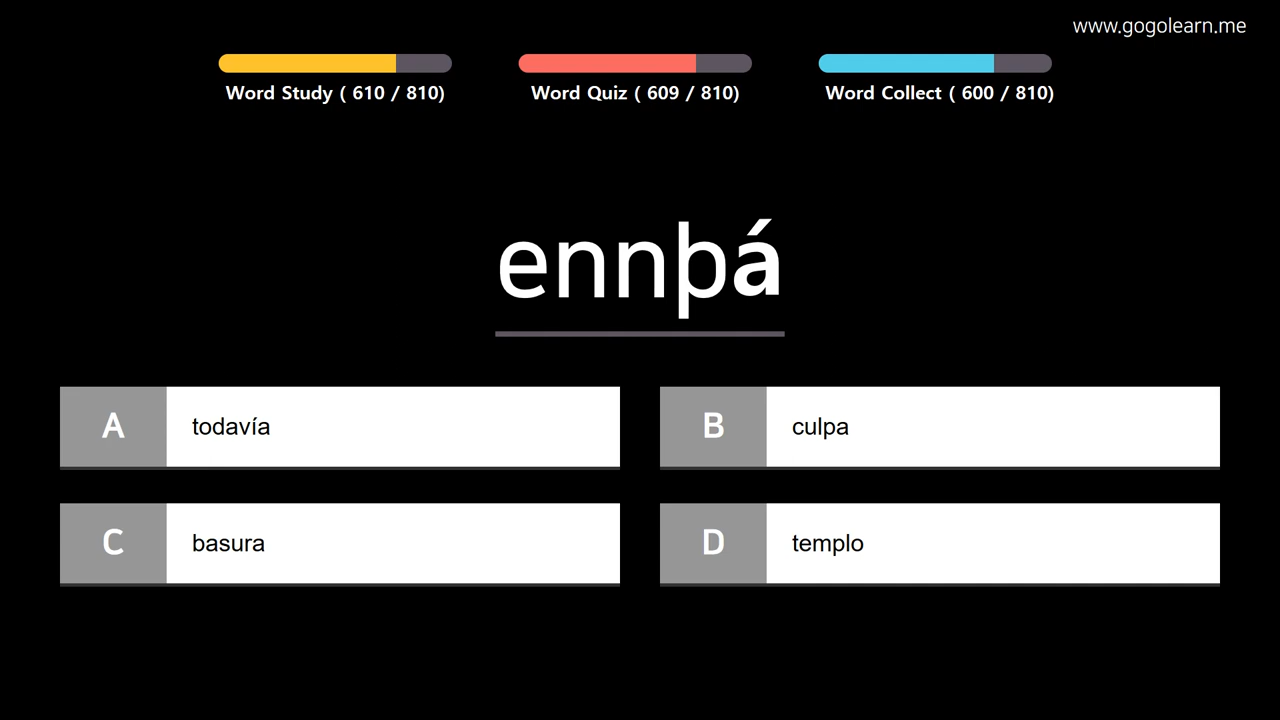 www.gogolearn.me
Word Study ( 610 / 810)
Word Quiz ( 609 / 810)
Word Collect ( 600 / 810)
ennþá
A todavía
B culpa
C basura
D templo